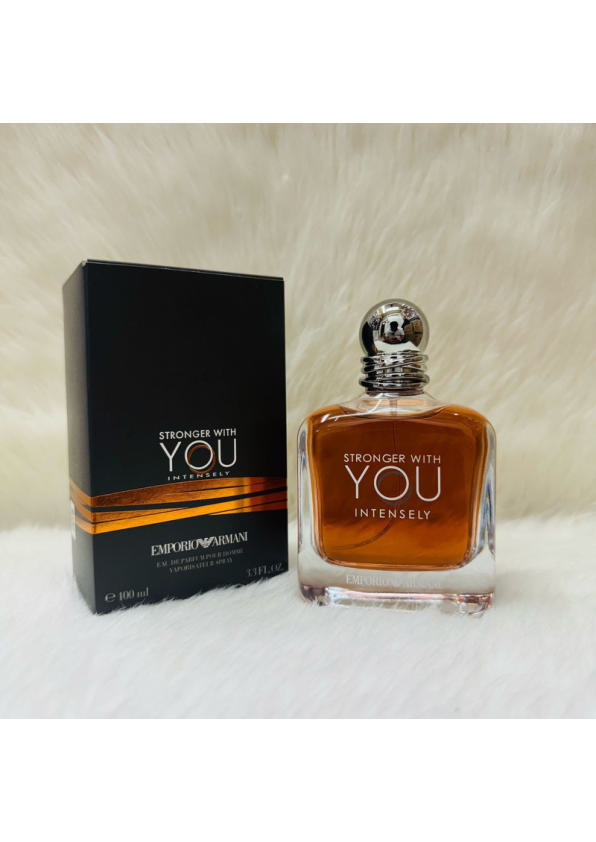 STRONGER WITH
YOU
INTENSELY
EMPORIO ARMANI
EAU DE PARFUM POUR HOMME
VAPORISATEUR SPRAY
3.3 FL.OZ.
℮ 100 ml
STRONGER WITH
YOU
INTENSELY
EMPORIO ARMANI